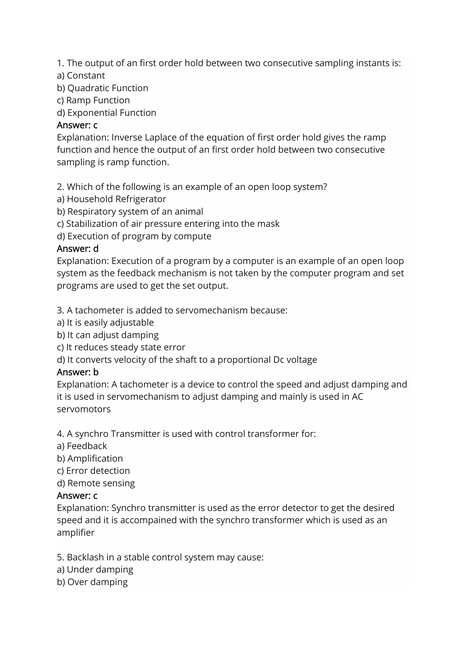 1. The output of an first order hold between two consecutive sampling instants is:
a) Constant
b) Quadratic Function
c) Ramp Function
d) Exponential Function
Answer: c
Explanation: Inverse Laplace of the equation of first order hold gives the ramp
function and hence the output of an first order hold between two consecutive
sampling is ramp function.
2. Which of the following is an example of an open loop system?
a) Household Refrigerator
b) Respiratory system of an animal
c) Stabilization of air pressure entering into the mask
d) Execution of program by compute
Answer: d
Explanation: Execution of a program by a computer is an example of an open loop
system as the feedback mechanism is not taken by the computer program and set
programs are used to get the set output.
3. A tachometer is added to servomechanism because:
a) It is easily adjustable
b) It can adjust damping
c) It reduces steady state error
d) It converts velocity of the shaft to a proportional Dc voltage
Answer: b
Explanation: A tachometer is a device to control the speed and adjust damping and
it is used in servomechanism to adjust damping and mainly is used in AC
servomotors
4. A synchro Transmitter is used with control transformer for:
a) Feedback
b) Amplification
c) Error detection
d) Remote sensing
Answer: c
Explanation: Synchro transmitter is used as the error detector to get the desired
speed and it is accompained with the synchro transformer which is used as an
amplifier
5. Backlash in a stable control system may cause:
a) Under damping
b) Over damping